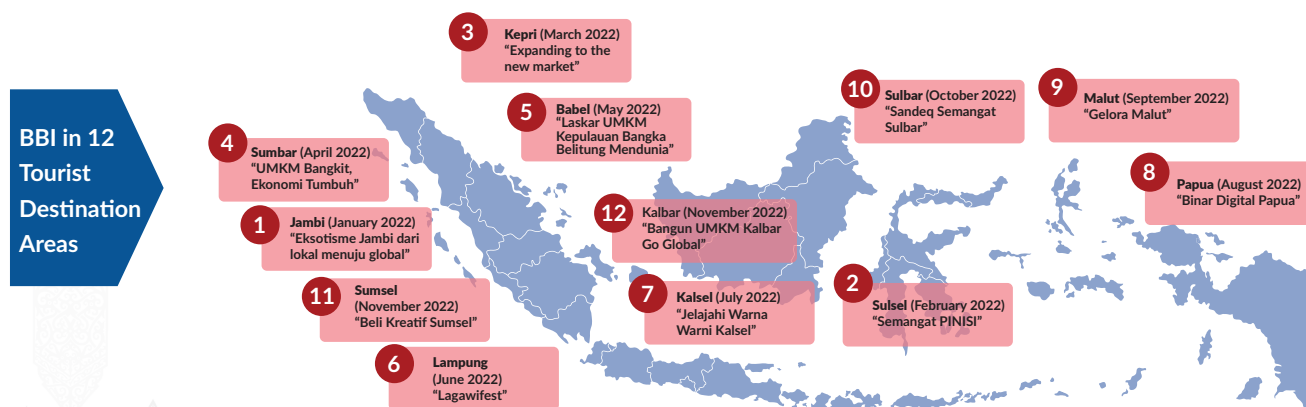 BBI in 12
Tourist
Destination
Areas
3
Kepri (March 2022)
“Expanding to the
new market”
5
Babel (May 2022)
“Laskar UMKM
Kepulauan Bangka
Belitung Mendunia”
10
Sulbar (October 2022)
“Sandeq Semangat
Sulbar”
9
Malut (September 2022)
“Gelora Malut”
4
Sumbar (April 2022)
“UMKM Bangkit,
Ekonomi Tumbuh”
8
Papua (August 2022)
“Binar Digital Papua”
1
Jambi (January 2022)
“Eksotisme Jambi dari
lokal menuju global”
12
Kalbar (November 2022)
“Bangun UMKM Kalbar
Go Global”
11
Sumsel
(November 2022)
“Beli Kreatif Sumsel”
7
Kalsel (July 2022)
“Jelajahi Warna
Warni Kalsel”
2
Sulsel (February 2022)
“Semangat PINISI”
6
Lampung
(June 2022)
“Lagawifest”